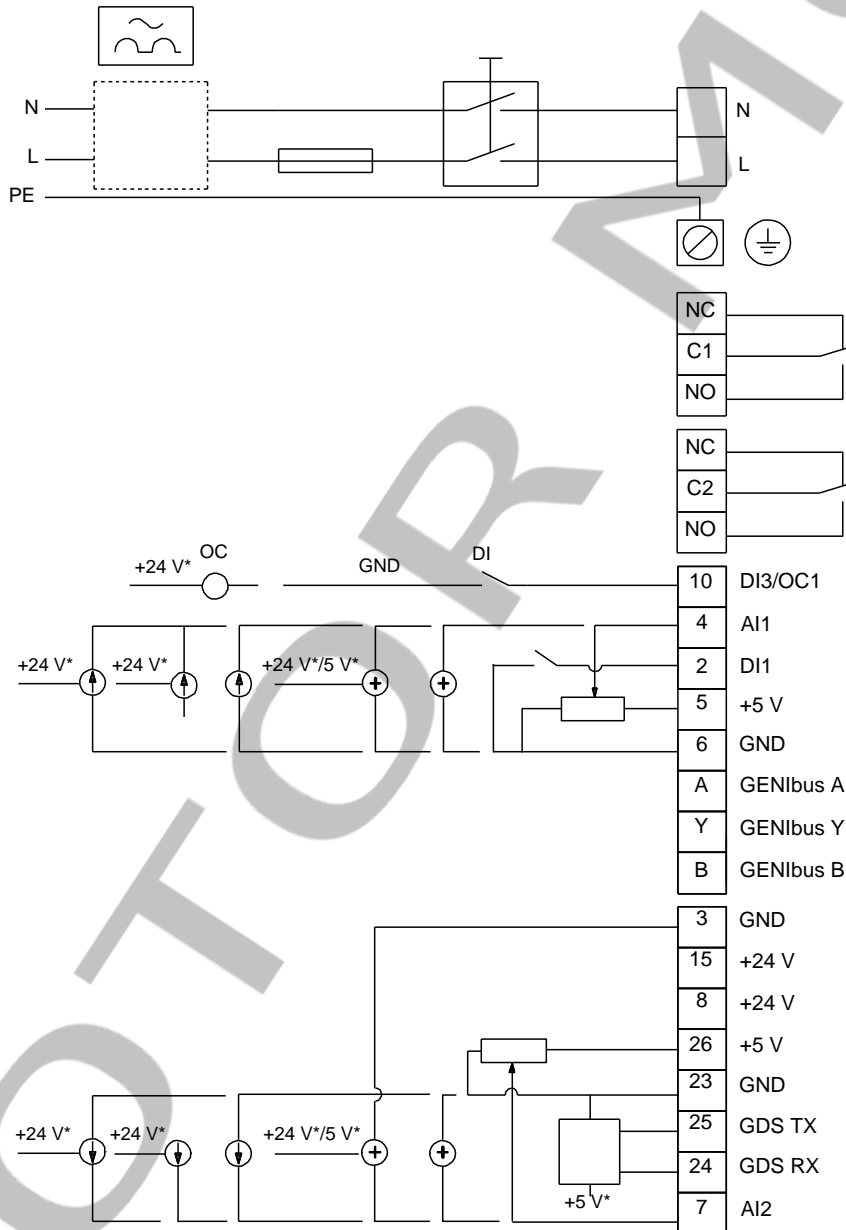 N
N
L
L
PE
NC
C1
NO
NC
C2
NO
+24 V* OC GND DI 10 DI3/OC1
4 AI1
+24 V* +24 V* +24 V*/5 V* 2 DI1
5 +5 V
6 GND
A GENIbus A
Y GENIbus Y
B GENIbus B
3 GND
15 +24 V
8 +24 V
26 +5 V
23 GND
25 GDS TX
+24 V* +24 V* +24 V*/5 V* 24 GDS RX
+5 V* 7 AI2
OTOR M